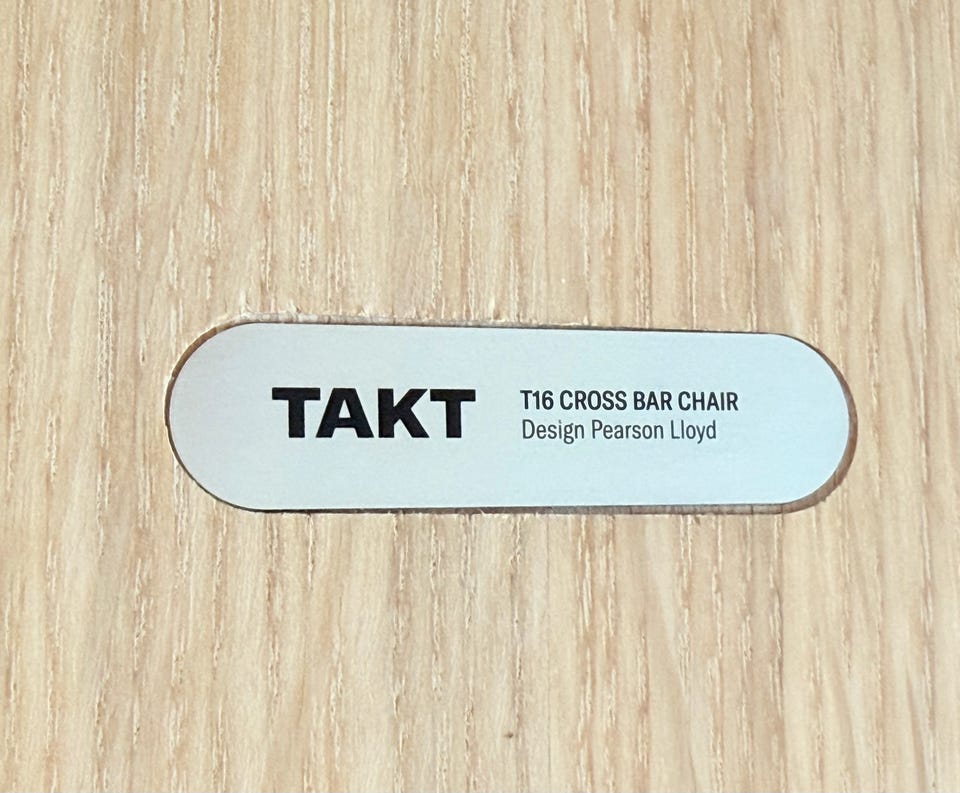 TAKT
T16 CROSS BAR CHAIR
Design Pearson Lloyd